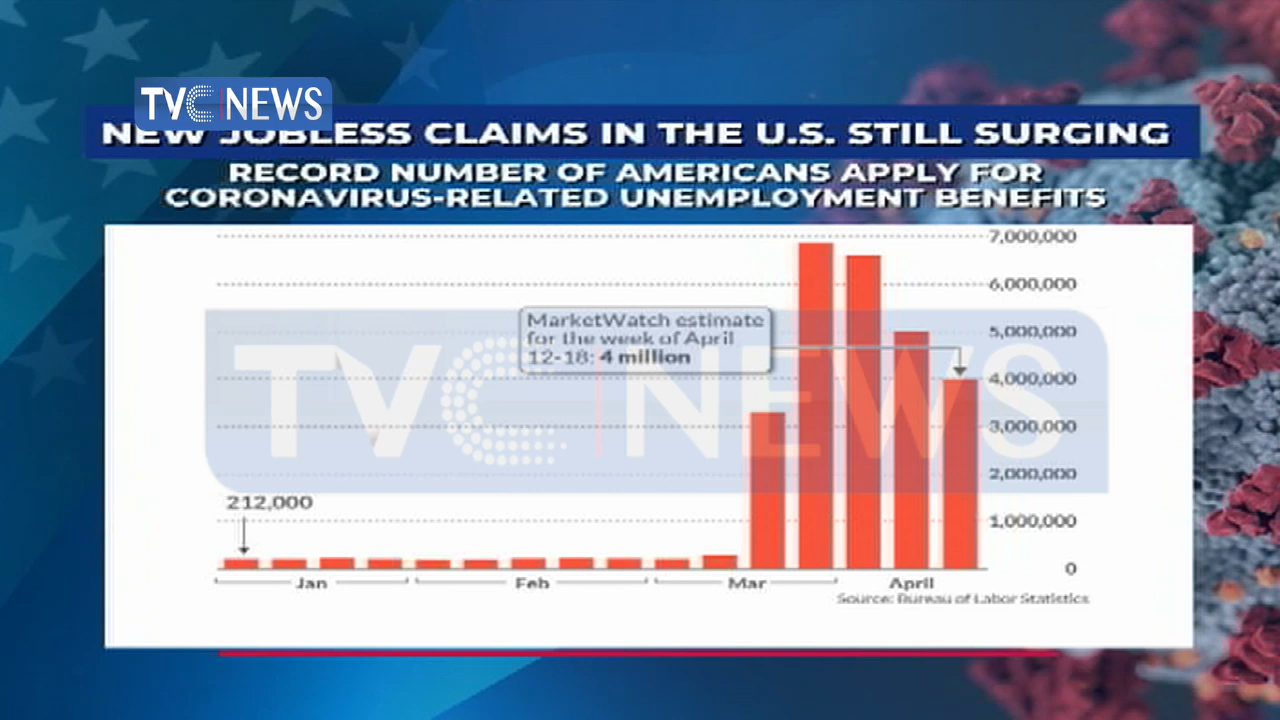 TVC NEWS
NEW JOBLESS CLAIMS IN THE U.S. STILL SURGING
RECORD NUMBER OF AMERICANS APPLY FOR
CORONAVIRUS-RELATED UNEMPLOYMENT BENEFITS
7,000,000
6,000,000
MarketWatch estimate
for the week of April
12-18: 4 million
5,000,000
4,000,000
TVC NEWS
3,000,000
2,000,000
212,000
1,000,000
0
Jan Feb Mar April
Source: Bureau of Labor Statistics